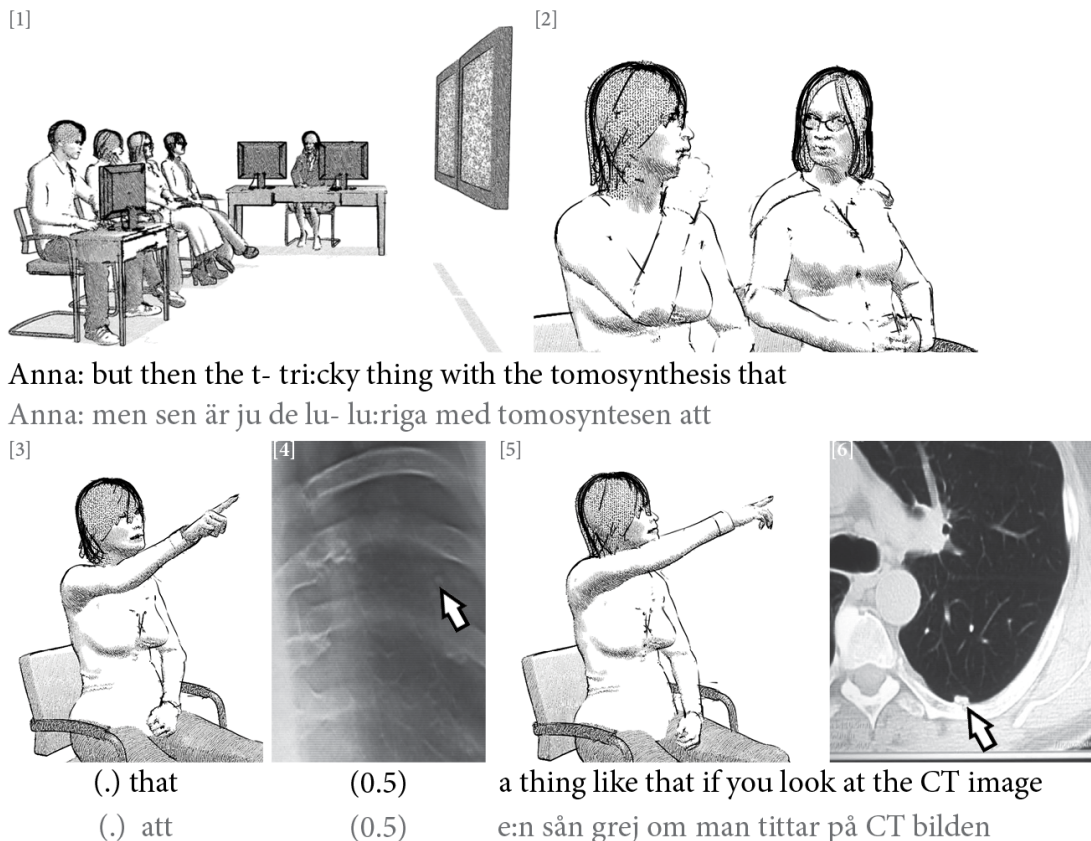 [1]
[2]
Anna: but then the t- tri:cky thing with the tomosynthesis that
Anna: men sen är ju de lu- lu:riga med tomosyntesen att
[3]
[4]
[5]
[6]
(.) that
(0.5)
a thing like that if you look at the CT image
(.) att
(0.5)
e:n sån grej om man tittar på CT bilden